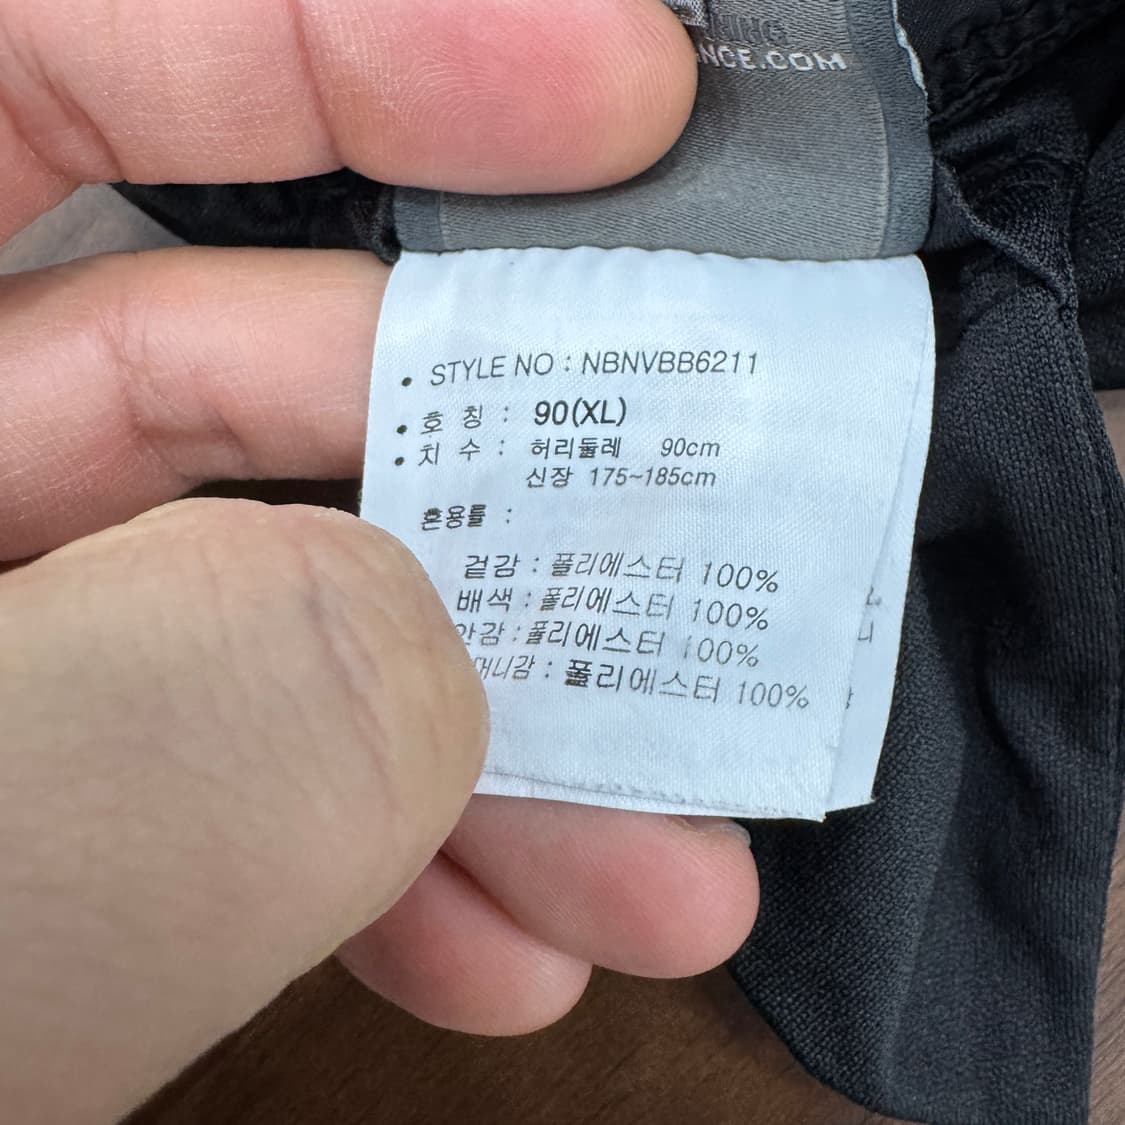 NCE.COM
• STYLE NO : NBNVBB6211
• 호 칭 : 90(XL)
• 치 수 : 허리둘레 90cm
신장 175~185cm
혼용률 :
겉감 : 폴리에스터 100%
배색 : 폴리에스터 100%
안감 : 폴리에스터 100%
머니감 : 폴리에스터 100%